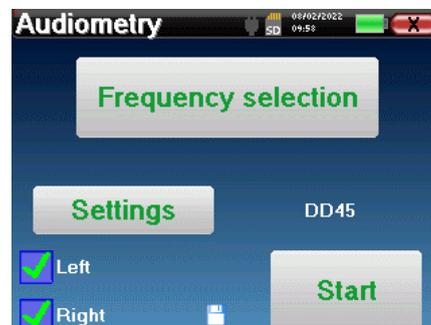 Audiometry
SD
08/02/2022
09:58
X
Frequency selection
Settings
DD45
Left
Right
Start